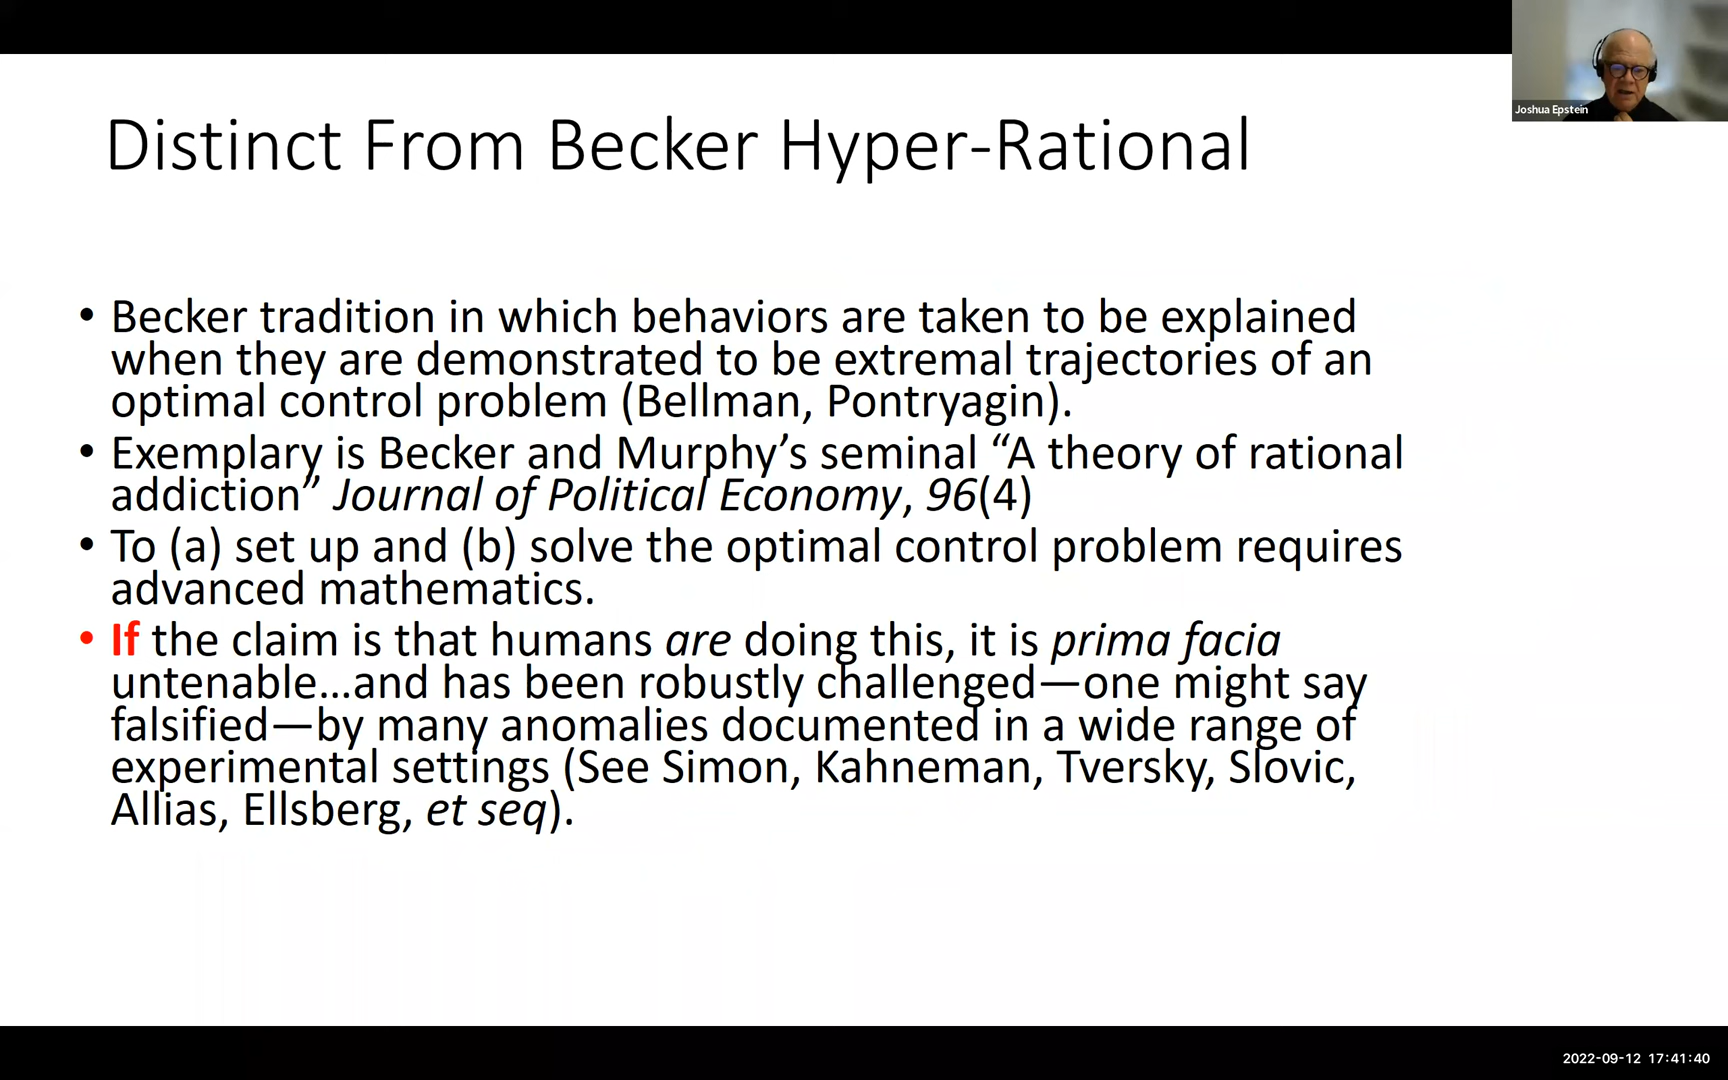 Joshua Epstein
Distinct From Becker Hyper-Rational
• Becker tradition in which behaviors are taken to be explained
when they are demonstrated to be extremal trajectories of an
optimal control problem (Bellman, Pontryagin).
• Exemplary is Becker and Murphy’s seminal “A theory of rational
addiction” Journal of Political Economy, 96(4)
• To (a) set up and (b) solve the optimal control problem requires
advanced mathematics.
• If the claim is that humans are doing this, it is prima facia
untenable…and has been robustly challenged—one might say
falsified—by many anomalies documented in a wide range of
experimental settings (See Simon, Kahneman, Tversky, Slovic,
Allias, Ellsberg, et seq).
2022-09-12 17:41:40